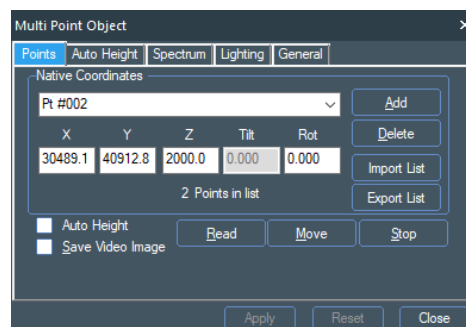 Multi Point Object
Points Auto Height Spectrum Lighting General
Native Coordinates
Pt #002 Add
X Y Z Tilt Rot Delete
30489.1 40912.8 2000.0 0.000 0.000 Import List
2 Points in list Export List
Auto Height Read Move Stop
Save Video Image
Apply Reset Close